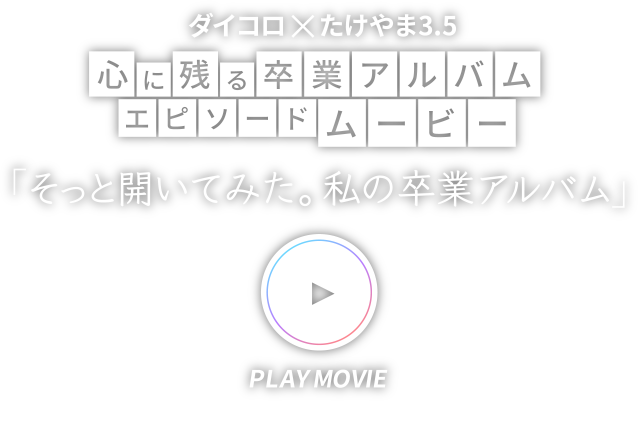 ダイコロ×たけやま3.5
心に残る卒業アルバム
エピソードムービー
「そっと開いてみた。私の卒業アルバム」
PLAY MOVIE